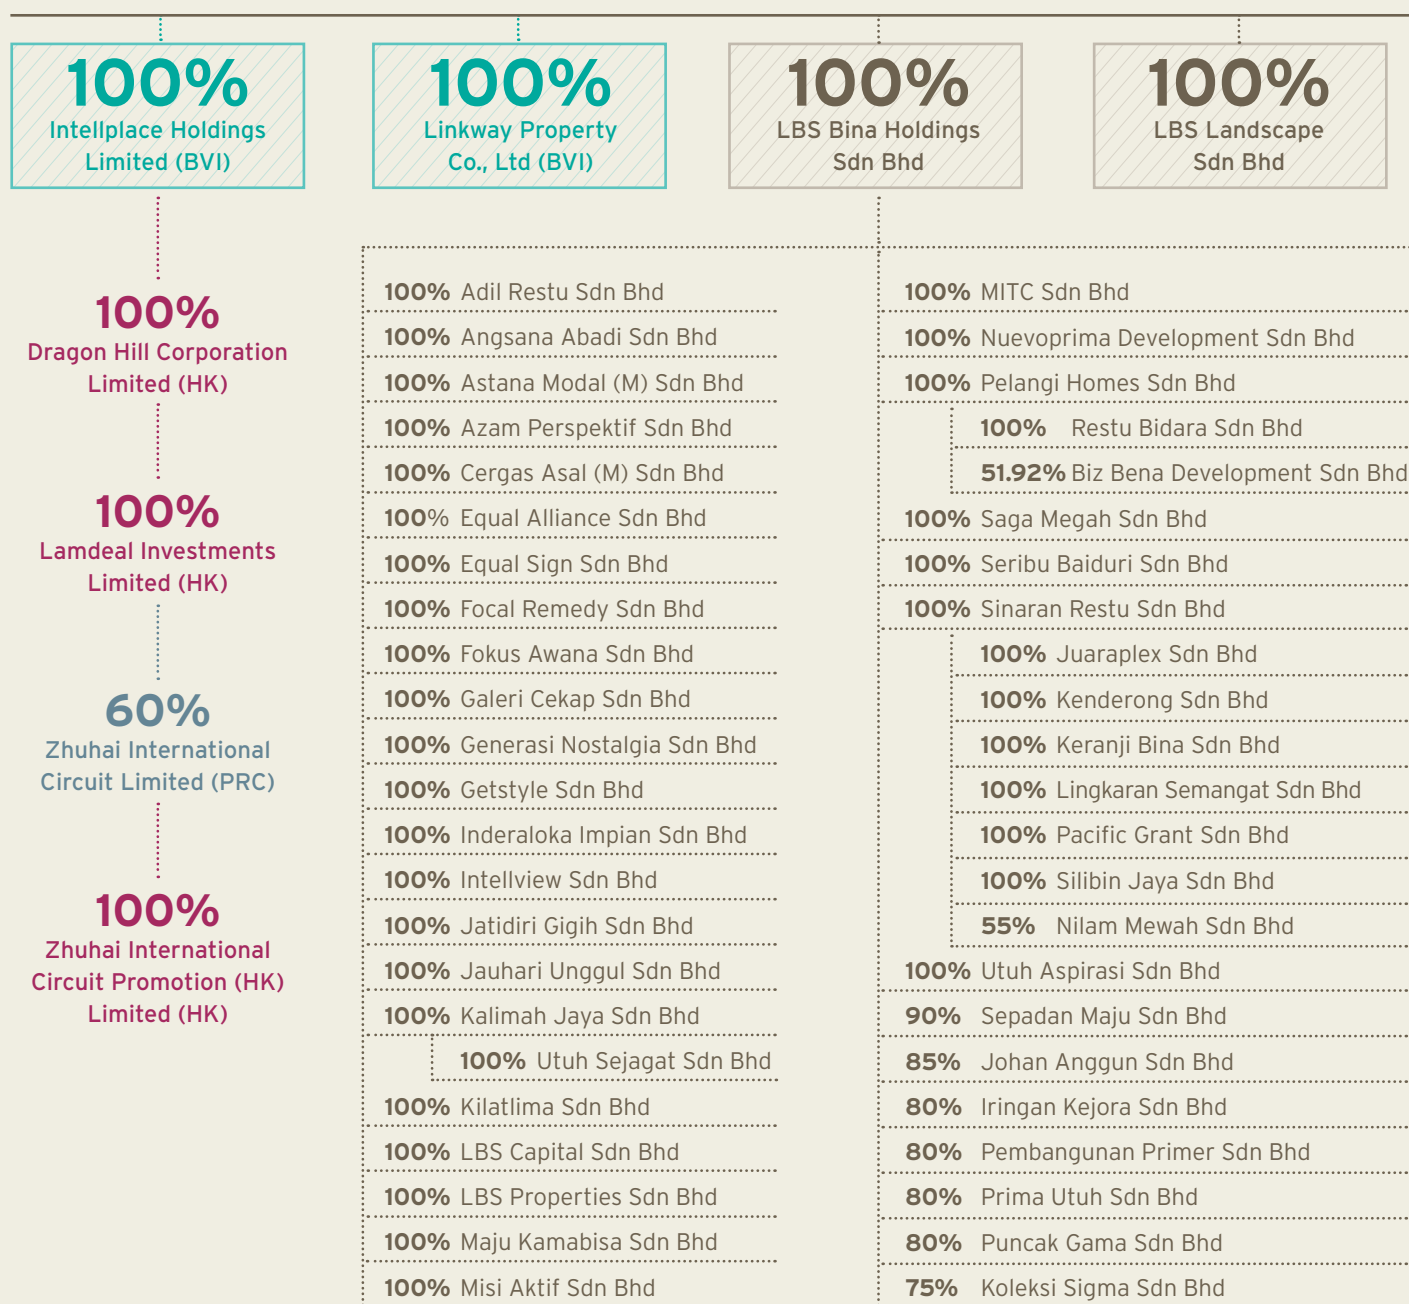 100%
Intellplace Holdings
Limited (BVI)
100%
Linkway Property
Co., Ltd (BVI)
100%
LBS Bina Holdings
Sdn Bhd
100%
LBS Landscape
Sdn Bhd
100%
Dragon Hill Corporation
Limited (HK)
100%
Lamdeal Investments
Limited (HK)
60%
Zhuhai International
Circuit Limited (PRC)
100%
Zhuhai International
Circuit Promotion (HK)
Limited (HK)
100% Adil Restu Sdn Bhd
100% Angsana Abadi Sdn Bhd
100% Astana Modal (M) Sdn Bhd
100% Azam Perspektif Sdn Bhd
100% Cergas Asal (M) Sdn Bhd
100% Equal Alliance Sdn Bhd
100% Equal Sign Sdn Bhd
100% Focal Remedy Sdn Bhd
100% Fokus Awana Sdn Bhd
100% Galeri Cekap Sdn Bhd
100% Generasi Nostalgia Sdn Bhd
100% Getstyle Sdn Bhd
100% Inderaloka Impian Sdn Bhd
100% Intellview Sdn Bhd
100% Jatidiri Gigih Sdn Bhd
100% Jauhari Unggul Sdn Bhd
100% Kalimah Jaya Sdn Bhd
100% Utuh Sejagat Sdn Bhd
100% Kilatlima Sdn Bhd
100% LBS Capital Sdn Bhd
100% LBS Properties Sdn Bhd
100% Maju Kamabisa Sdn Bhd
100% Misi Aktif Sdn Bhd
100% MITC Sdn Bhd
100% Nuevoprima Development Sdn Bhd
100% Pelangi Homes Sdn Bhd
100% Restu Bidara Sdn Bhd
51.92% Biz Bena Development Sdn Bhd
100% Saga Megah Sdn Bhd
100% Seribu Baiduri Sdn Bhd
100% Sinaran Restu Sdn Bhd
100% Juaraplex Sdn Bhd
100% Kenderong Sdn Bhd
100% Keranji Bina Sdn Bhd
100% Lingkaran Semangat Sdn Bhd
100% Pacific Grant Sdn Bhd
100% Silibin Jaya Sdn Bhd
55% Nilam Mewah Sdn Bhd
100% Utuh Aspirasi Sdn Bhd
90% Sepadan Maju Sdn Bhd
85% Johan Anggun Sdn Bhd
80% Iringan Kejora Sdn Bhd
80% Pembangunan Primer Sdn Bhd
80% Prima Utuh Sdn Bhd
80% Puncak Gama Sdn Bhd
75% Koleksi Sigma Sdn Bhd